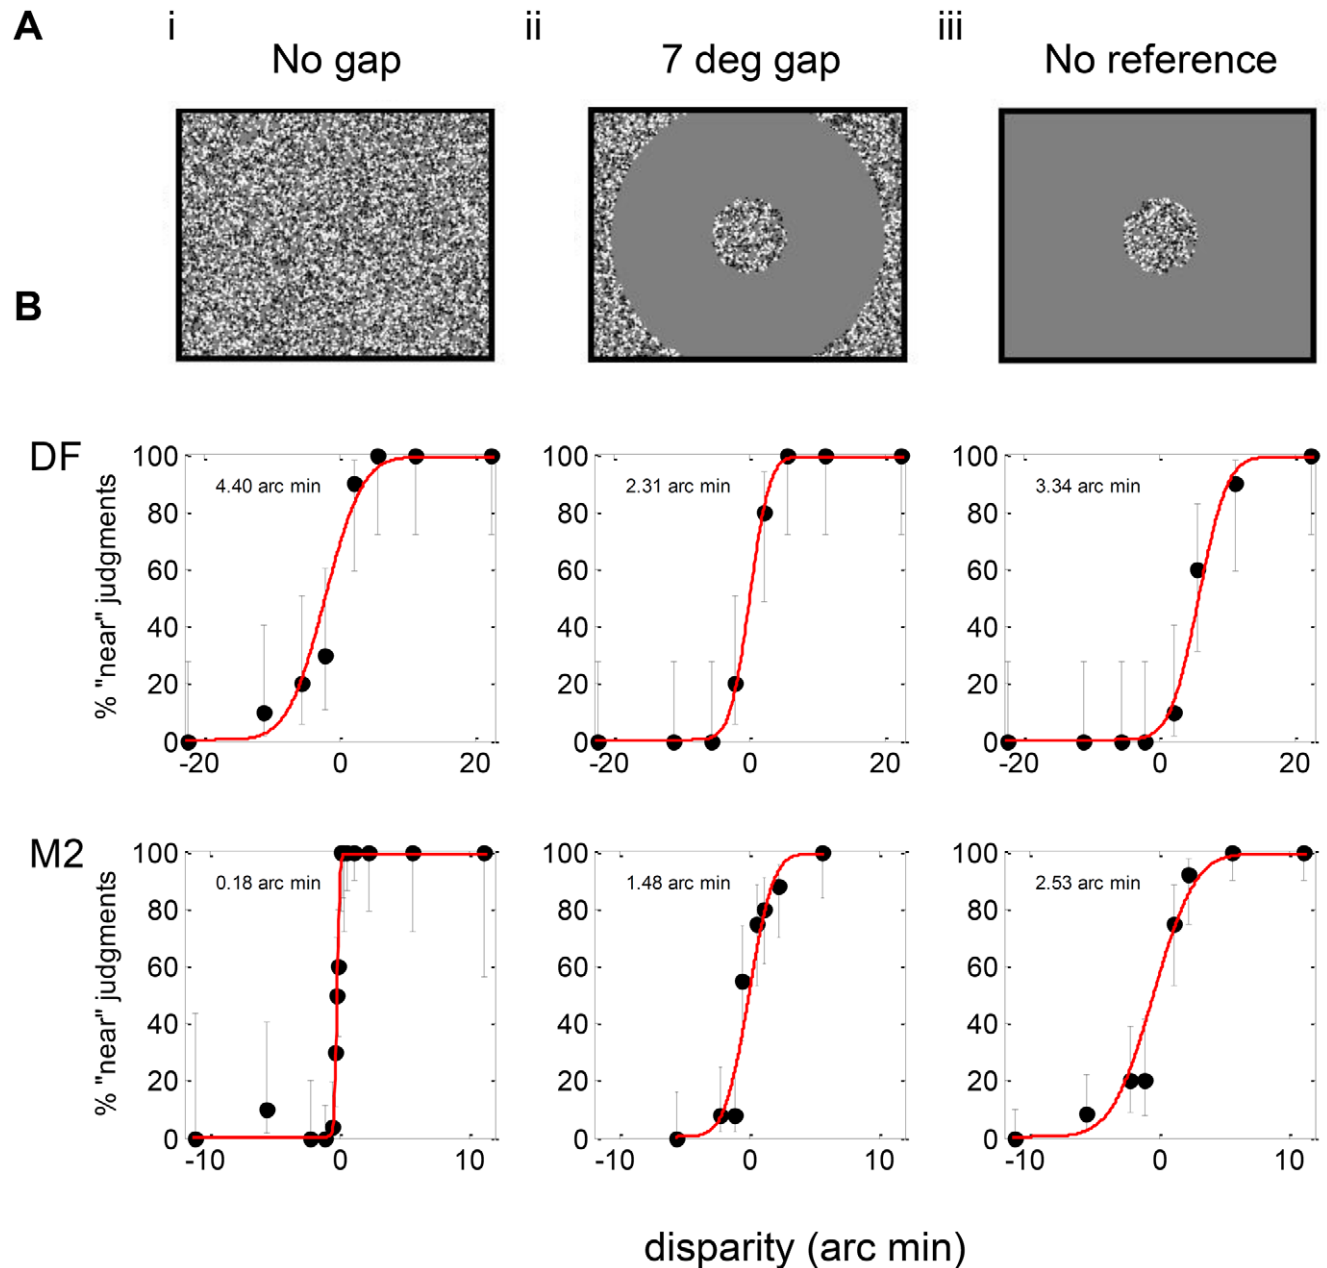 A i ii iii
No gap 7 deg gap No reference
B
DF
% "near" judgments
100 100 100
4.40 arc min 2.31 arc min 3.34 arc min
80 80 80
60 60 60
40 40 40
20 20 20
0 0 0
-20 0 20 -20 0 20 -20 0 20
M2
% "near" judgments
100 100 100
0.18 arc min 1.48 arc min 2.53 arc min
80 80 80
60 60 60
40 40 40
20 20 20
0 0 0
-10 0 10 -10 0 10 -10 0 10
disparity (arc min)